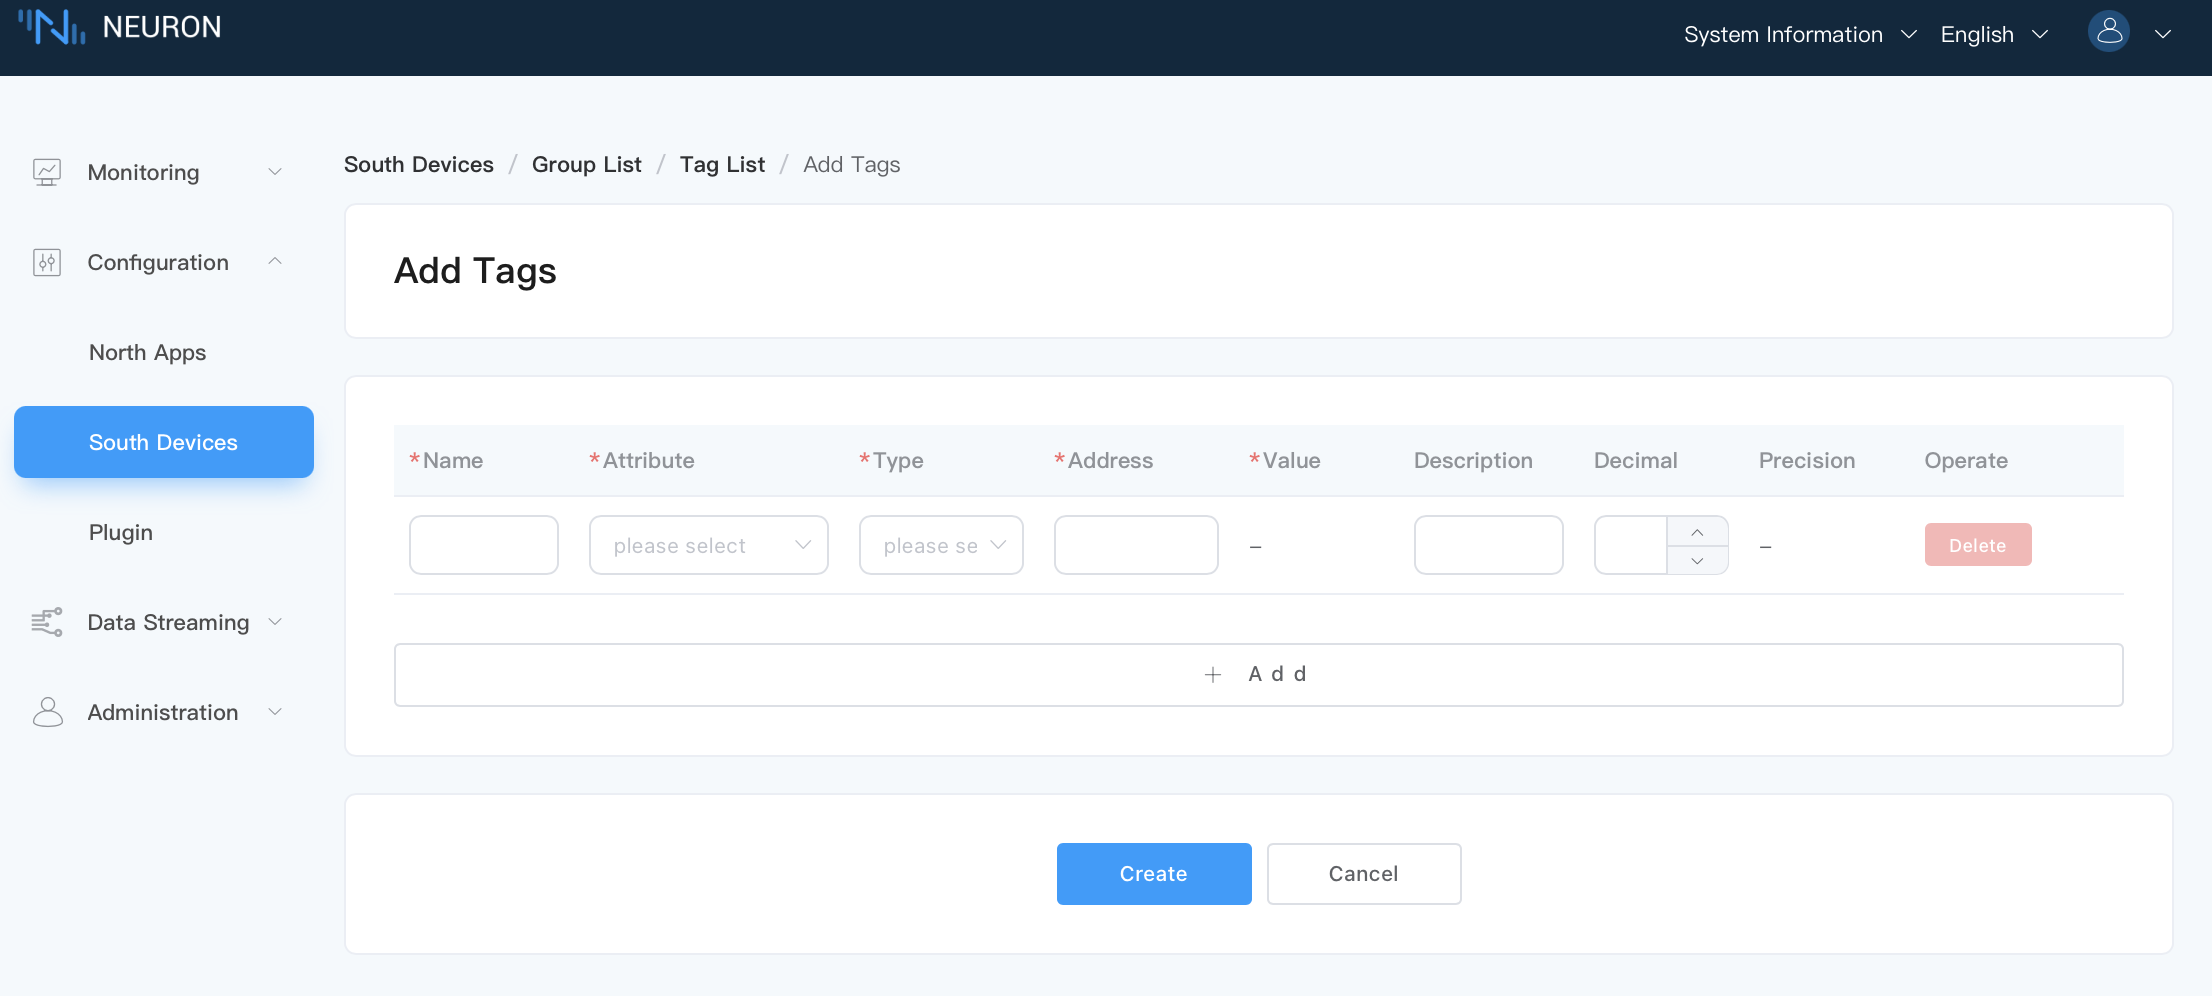 NEURON
System Information English
Monitoring
Configuration
North Apps
South Devices
Plugin
Data Streaming
Administration
South Devices / Group List / Tag List / Add Tags
Add Tags
*Name *Attribute *Type *Address *Value Description Decimal Precision Operate
please select please se – – Delete
+ Add
Create Cancel